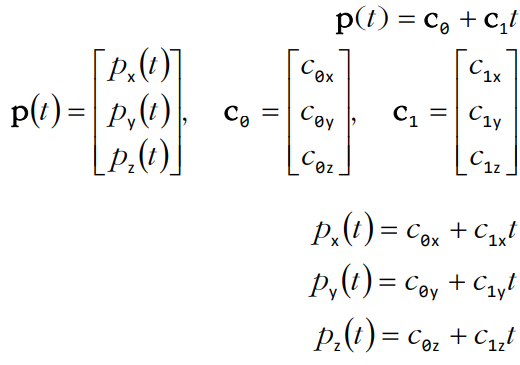 p(t) = c₀ + c₁t
p(t) = [pₓ(t) p_y(t) p_z(t)], c₀ = [c₀ₓ c₀_y c₀_z], c₁ = [c₁ₓ c₁_y c₁_z]
pₓ(t) = c₀ₓ + c₁ₓt
p_y(t) = c₀_y + c₁_yt
p_z(t) = c₀_z + c₁_zt